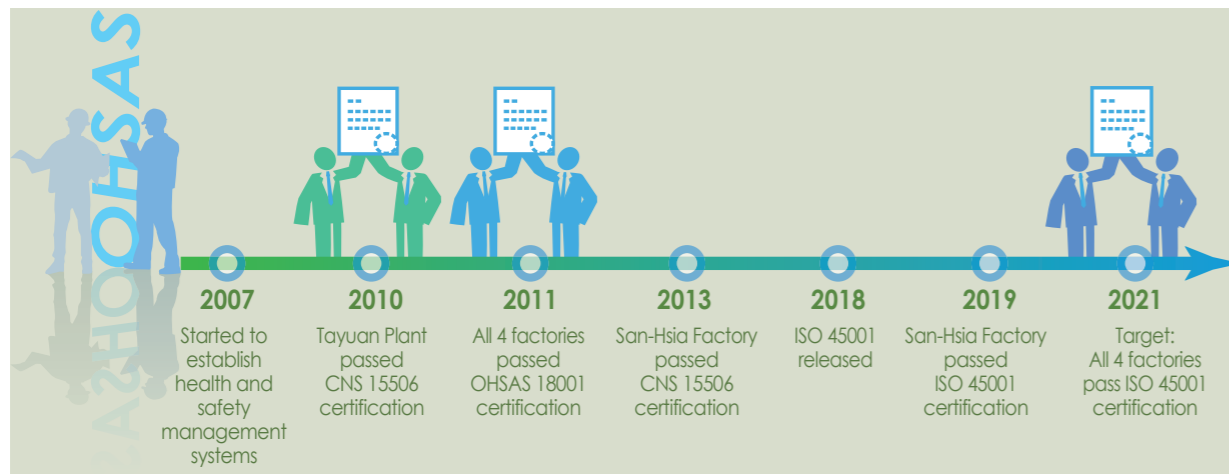 OHSAS
2007
Started to
establish
health and
safety
management
systems
2010
Tayuan Plant
passed
CNS 15506
certification
2011
All 4 factories
passed
OHSAS 18001
certification
2013
San-Hsia Factory
passed
CNS 15506
certification
2018
ISO 45001
released
2019
San-Hsia Factory
passed
ISO 45001
certification
2021
Target:
All 4 factories
pass ISO 45001
certification